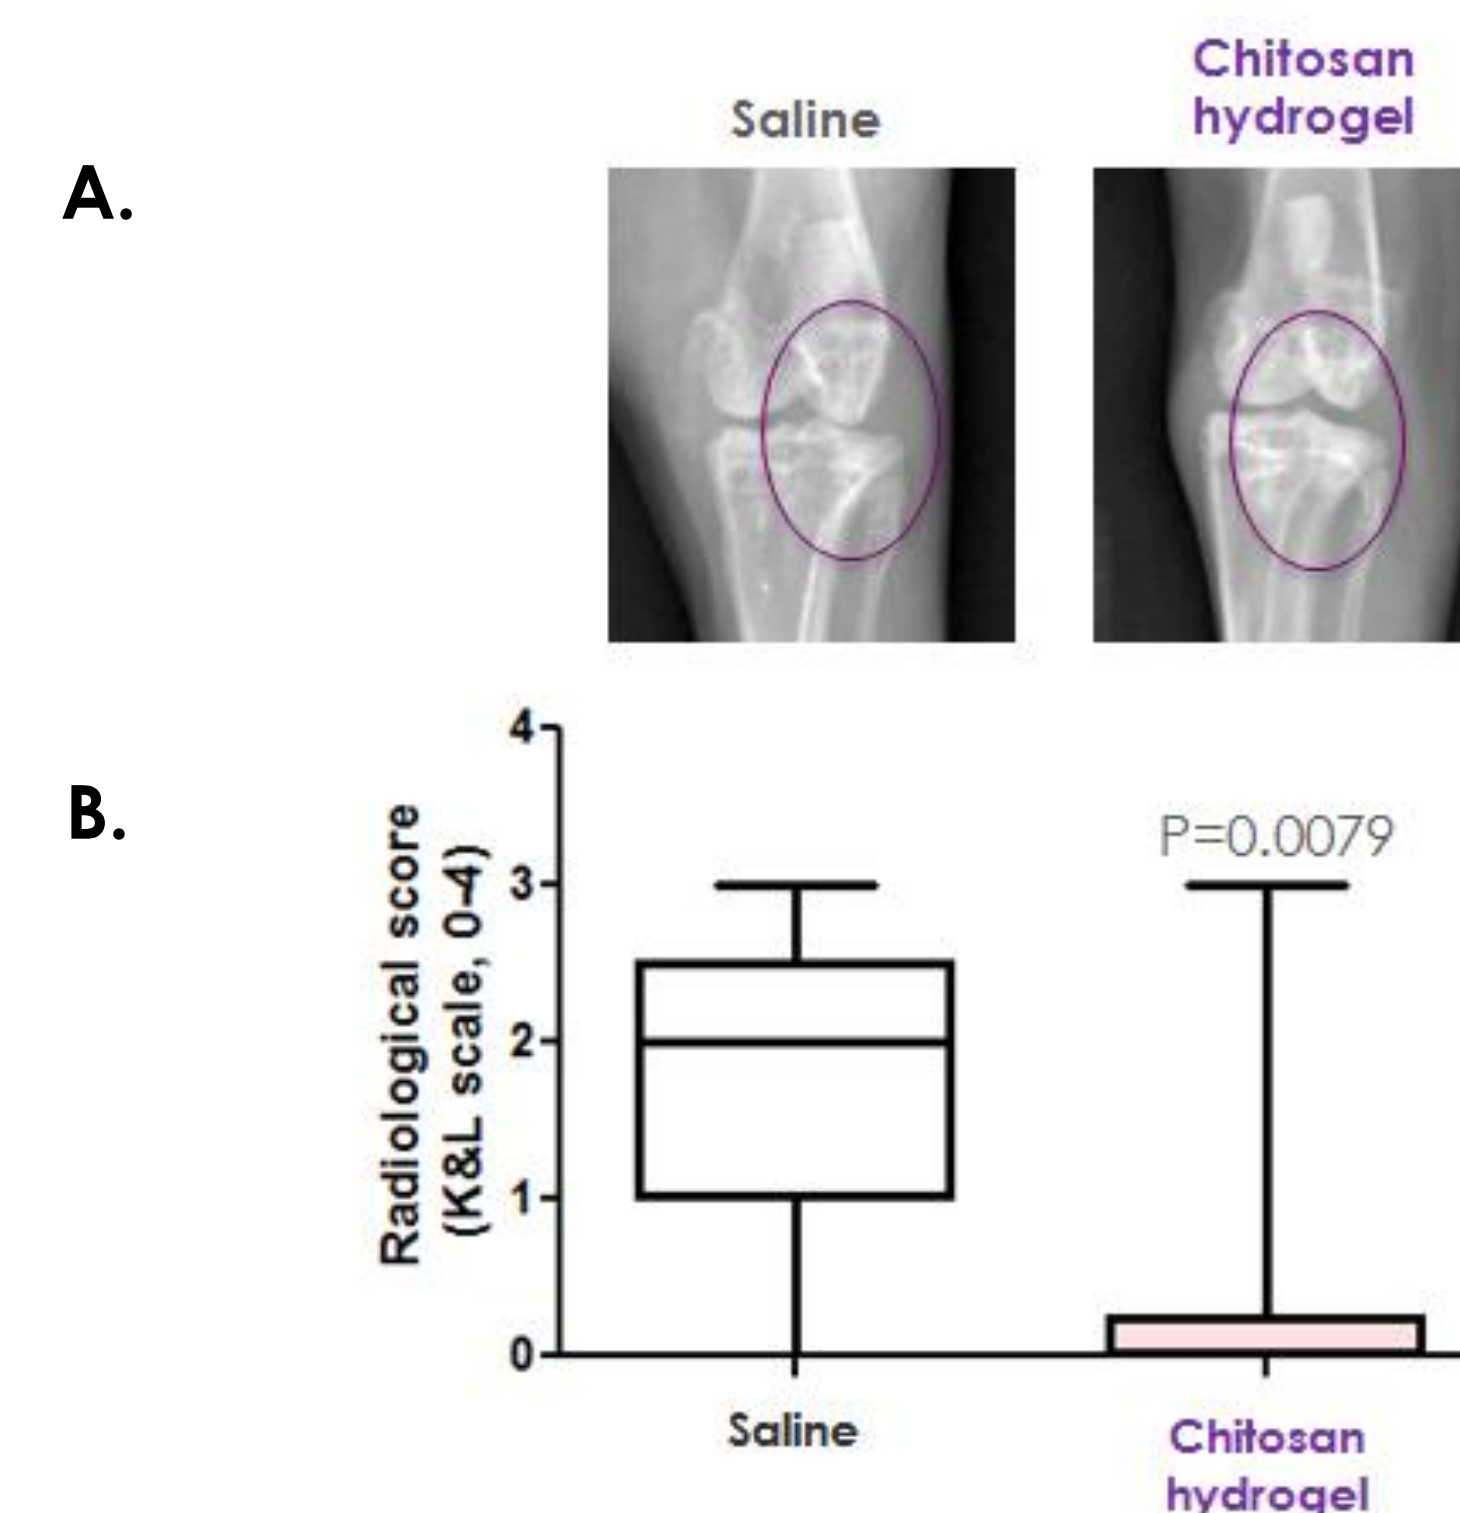 Saline
Chitosan
hydrogel
A.
B.
Radiological score
(K&L scale, 0-4)
4
3
2
1
0
P=0.0079
Saline
Chitosan
hydrogel